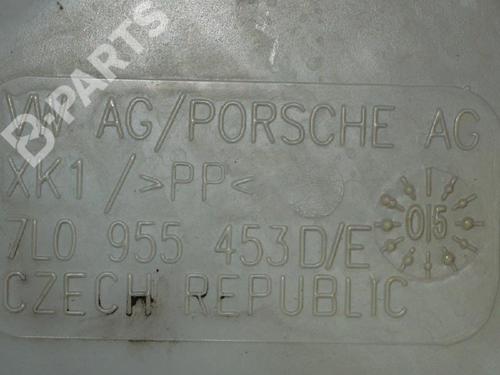 B-PARTS
VW AG/PORSCHE AG
XK1 / >PP<
7L0 955 453D/E
015
CZECH REPUBLIC